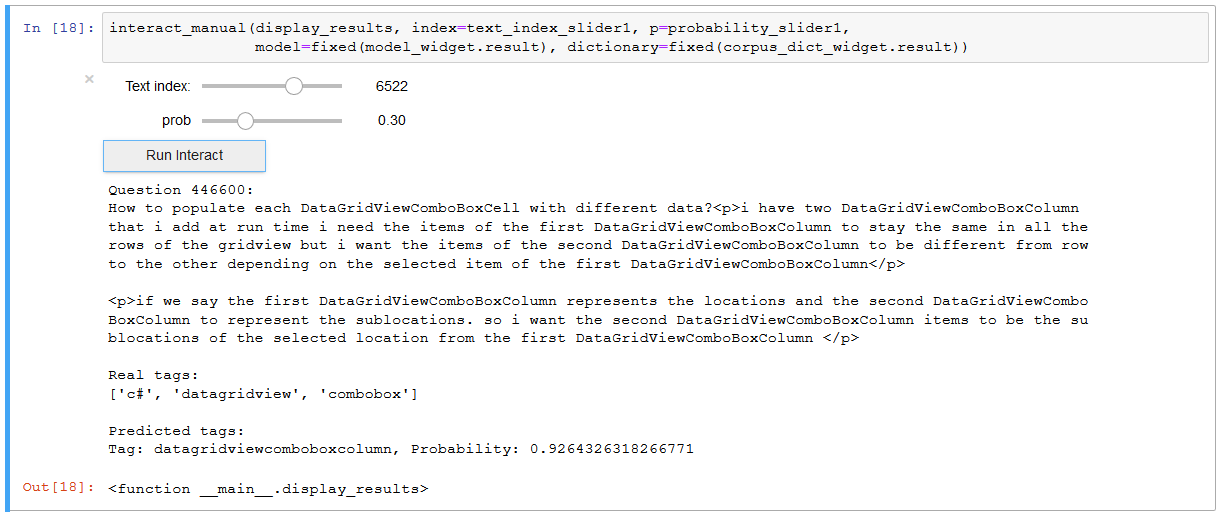 In [18]: interact_manual(display_results, index=text_index_slider1, p=probability_slider1,
model=fixed(model_widget.result), dictionary=fixed(corpus_dict_widget.result))
× Text index: 6522
prob 0.30
Run Interact
Question 446600:
How to populate each DataGridViewComboBoxCell with different data?<p>i have two DataGridViewComboBoxColumn
that i add at run time i need the items of the first DataGridViewComboBoxColumn to stay the same in all the
rows of the gridview but i want the items of the second DataGridViewComboBoxColumn to be different from row
to the other depending on the selected item of the first DataGridViewComboBoxColumn</p>
<p>if we say the first DataGridViewComboBoxColumn represents the locations and the second DataGridViewCombo
BoxColumn to represent the sublocations. so i want the second DataGridViewComboBoxColumn items to be the su
blocations of the selected location from the first DataGridViewComboBoxColumn </p>
Real tags:
['c#', 'datagridview', 'combobox']
Predicted tags:
Tag: datagridviewcomboboxcolumn, Probability: 0.9264326318266771
Out[18]: <function __main__.display_results>